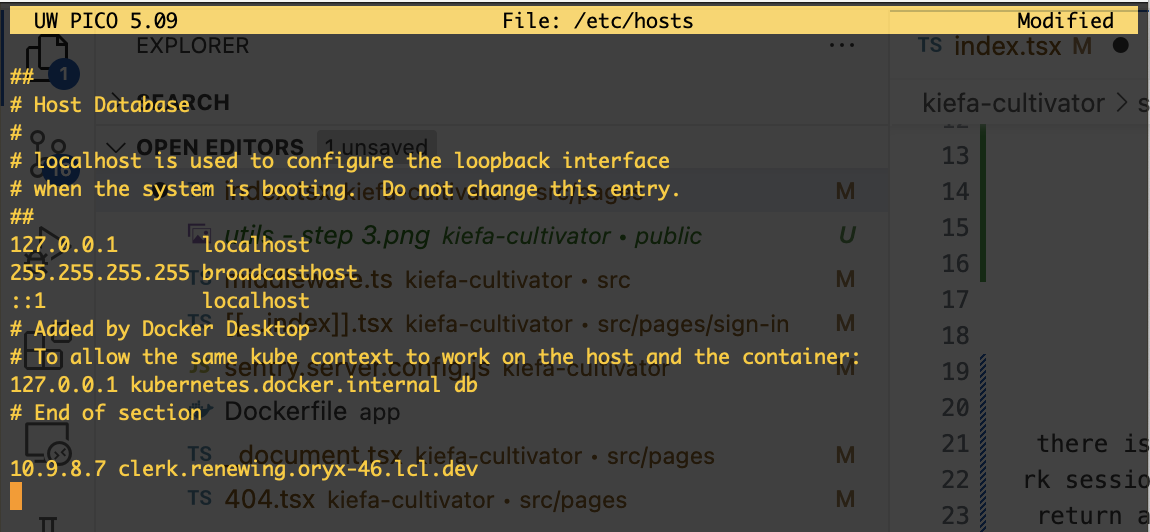 UW PICO 5.09 File: /etc/hosts Modified
##
# Host Database
#
# localhost is used to configure the loopback interface
# when the system is booting.  Do not change this entry.
##
127.0.0.1 localhost
255.255.255.255 broadcasthost
::1 localhost
# Added by Docker Desktop
# To allow the same kube context to work on the host and the container:
127.0.0.1 kubernetes.docker.internal db
# End of section
10.9.8.7 clerk.renewing.oryx-46.lcl.dev
EXPLORER ...
1
SEARCH
OPEN EDITORS 1 unsaved
16
index.tsx kiefa-cultivator • src/pages M
utils - step 3.png kiefa-cultivator • public U
middleware.ts kiefa-cultivator • src M
TS [[...index]].tsx kiefa-cultivator • src/pages/sign-in M
JS sentry.server.config.js kiefa-cultivator M
Dockerfile app
TS _document.tsx kiefa-cultivator • src/pages M
TS 404.tsx kiefa-cultivator • src/pages M
TS index.tsx M
kiefa-cultivator > s
12
13
14
15
16
17
18
19
20
21 there is
22 rk sessio
23 return a